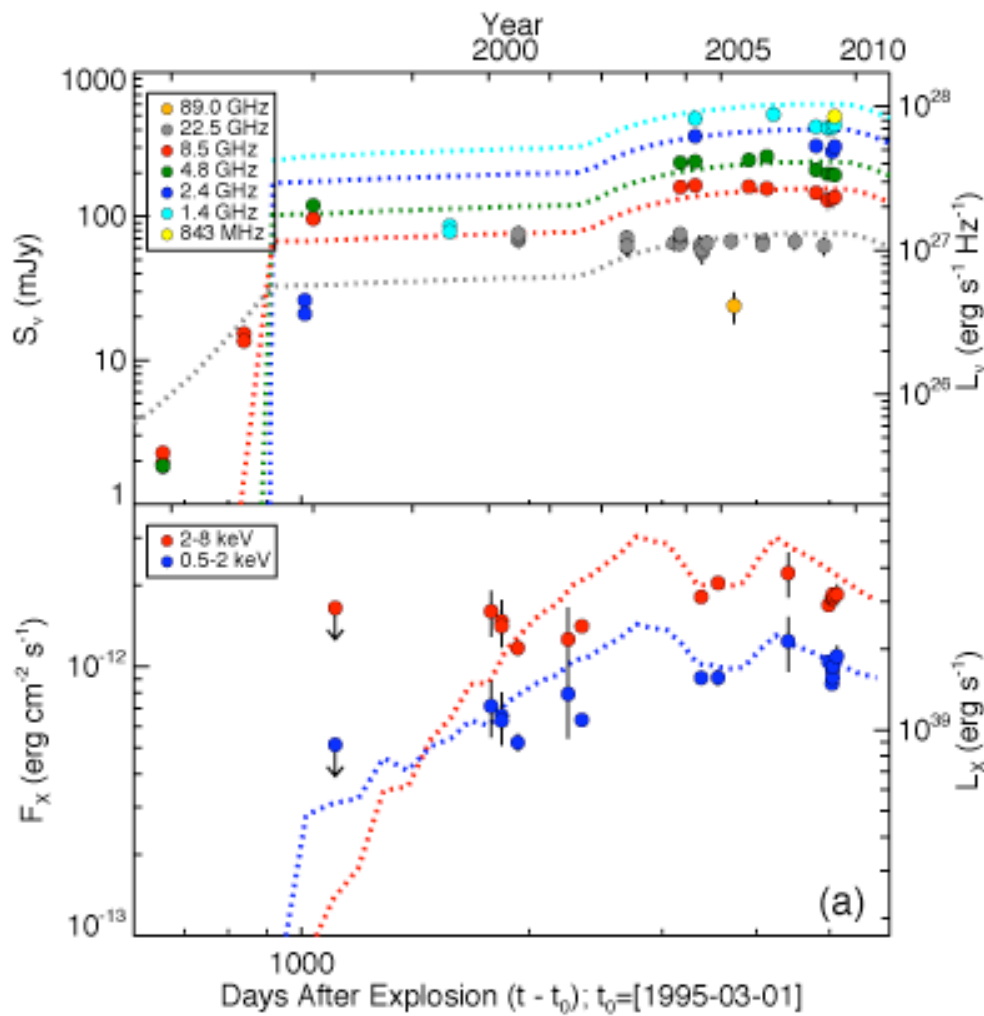 Year
2000 2005 2010
1000
100
10
1
S_ν (mJy)
89.0 GHz
22.5 GHz
8.5 GHz
4.8 GHz
2.4 GHz
1.4 GHz
843 MHz
10^28
10^27
10^26
L_ν (erg s^-1 Hz^-1)
2-8 keV
0.5-2 keV
10^-12
10^-13
F_X (erg cm^-2 s^-1)
10^39
L_X (erg s^-1)
(a)
1000
Days After Explosion (t - t_0); t_0=[1995-03-01]